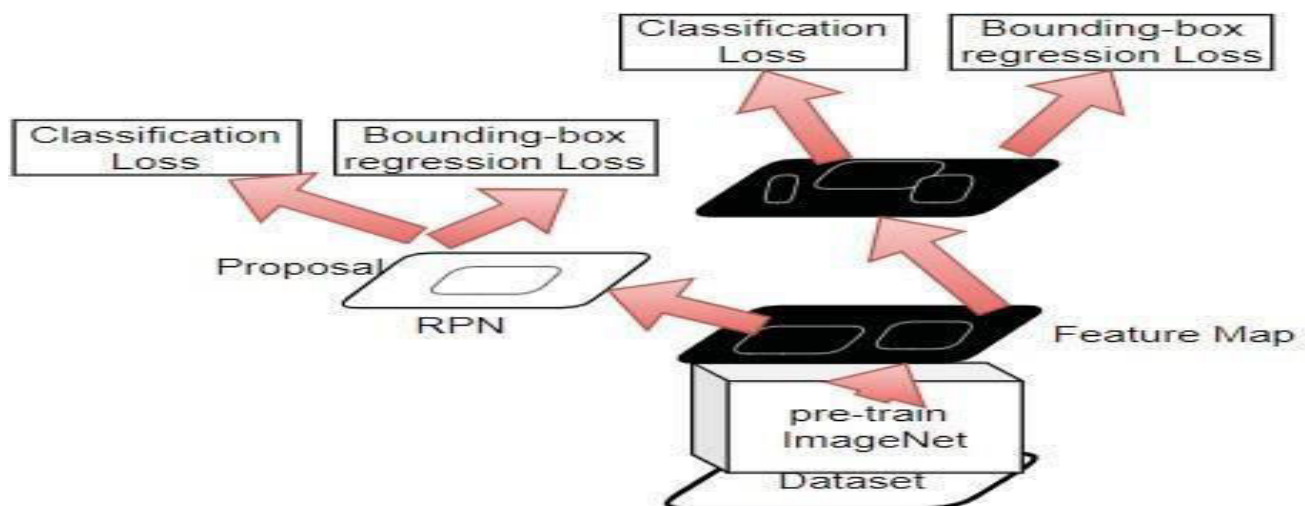 Classification
Loss
Bounding-box
regression Loss
Classification
Loss
Bounding-box
regression Loss
Proposal
RPN
Feature Map
pre-train
ImageNet
Dataset